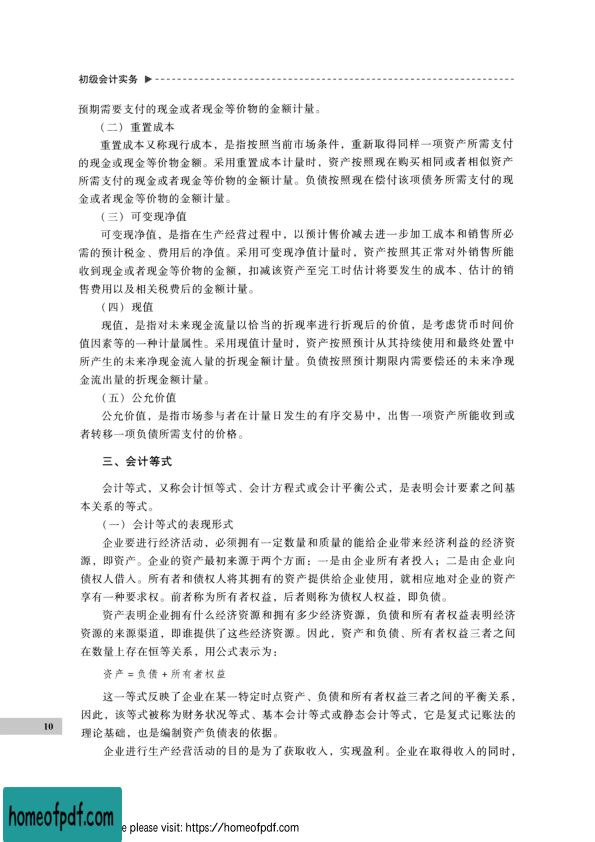 初级会计实务 ▶
预期需要支付的现金或者现金等价物的金额计量。
（二）重置成本
重置成本又称现行成本，是指按照当前市场条件，重新取得同样一项资产所需支付
的现金或现金等价物金额。采用重置成本计量时，资产按照现在购买相同或者相似资产
所需支付的现金或者现金等价物的金额计量。负债按照现在偿付该项债务所需支付的现
金或者现金等价物的金额计量。
（三）可变现净值
可变现净值，是指在生产经营过程中，以预计售价减去进一步加工成本和销售所必
需的预计税金、费用后的净值。采用可变现净值计量时，资产按照其正常对外销售所能
收到现金或者现金等价物的金额，扣减该资产至完工时估计将要发生的成本、估计的销
售费用以及相关税费后的金额计量。
（四）现值
现值，是指对未来现金流量以恰当的折现率进行折现后的价值，是考虑货币时间价
值因素等的一种计量属性。采用现值计量时，资产按照预计从其持续使用和最终处置中
所产生的未来净现金流入量的折现金额计量。负债按照预计期限内需要偿还的未来净现
金流出量的折现金额计量。
（五）公允价值
公允价值，是指市场参与者在计量日发生的有序交易中，出售一项资产所能收到或
者转移一项负债所需支付的价格。
三、会计等式
会计等式，又称会计恒等式、会计方程式或会计平衡公式，是表明会计要素之间基
本关系的等式。
（一）会计等式的表现形式
企业要进行经济活动，必须拥有一定数量和质量的能给企业带来经济利益的经济资
源，即资产。企业的资产最初来源于两个方面：一是由企业所有者投入；二是由企业向
债权人借入。所有者和债权人将其拥有的资产提供给企业使用，就相应地对企业的资产
享有一种要求权。前者称为所有者权益，后者则称为债权人权益，即负债。
资产表明企业拥有什么经济资源和拥有多少经济资源，负债和所有者权益表明经济
资源的来源渠道，即谁提供了这些经济资源。因此，资产和负债、所有者权益三者之间
在数量上存在恒等关系，用公式表示为：
资产 = 负债 + 所有者权益
这一等式反映了企业在某一特定时点资产、负债和所有者权益三者之间的平衡关系，
因此，该等式被称为财务状况等式、基本会计等式或静态会计等式，它是复式记账法的
理论基础，也是编制资产负债表的依据。
企业进行生产经营活动的目的是为了获取收入，实现盈利。企业在取得收入的同时，
10
homeofpdf.com
e please visit: https://homeofpdf.com